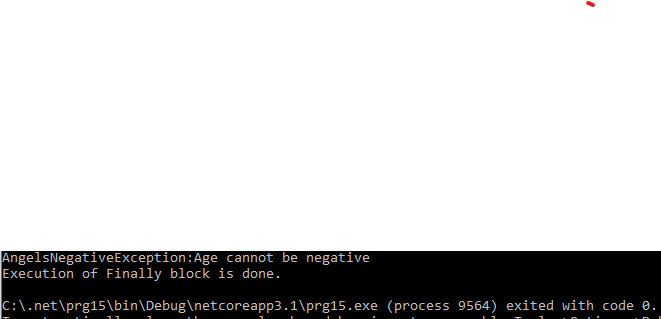 AngelsNegativeException:Age cannot be negative
Execution of Finally block is done.
C:\.net\prg15\bin\Debug\netcoreapp3.1\prg15.exe (process 9564) exited with code 0.